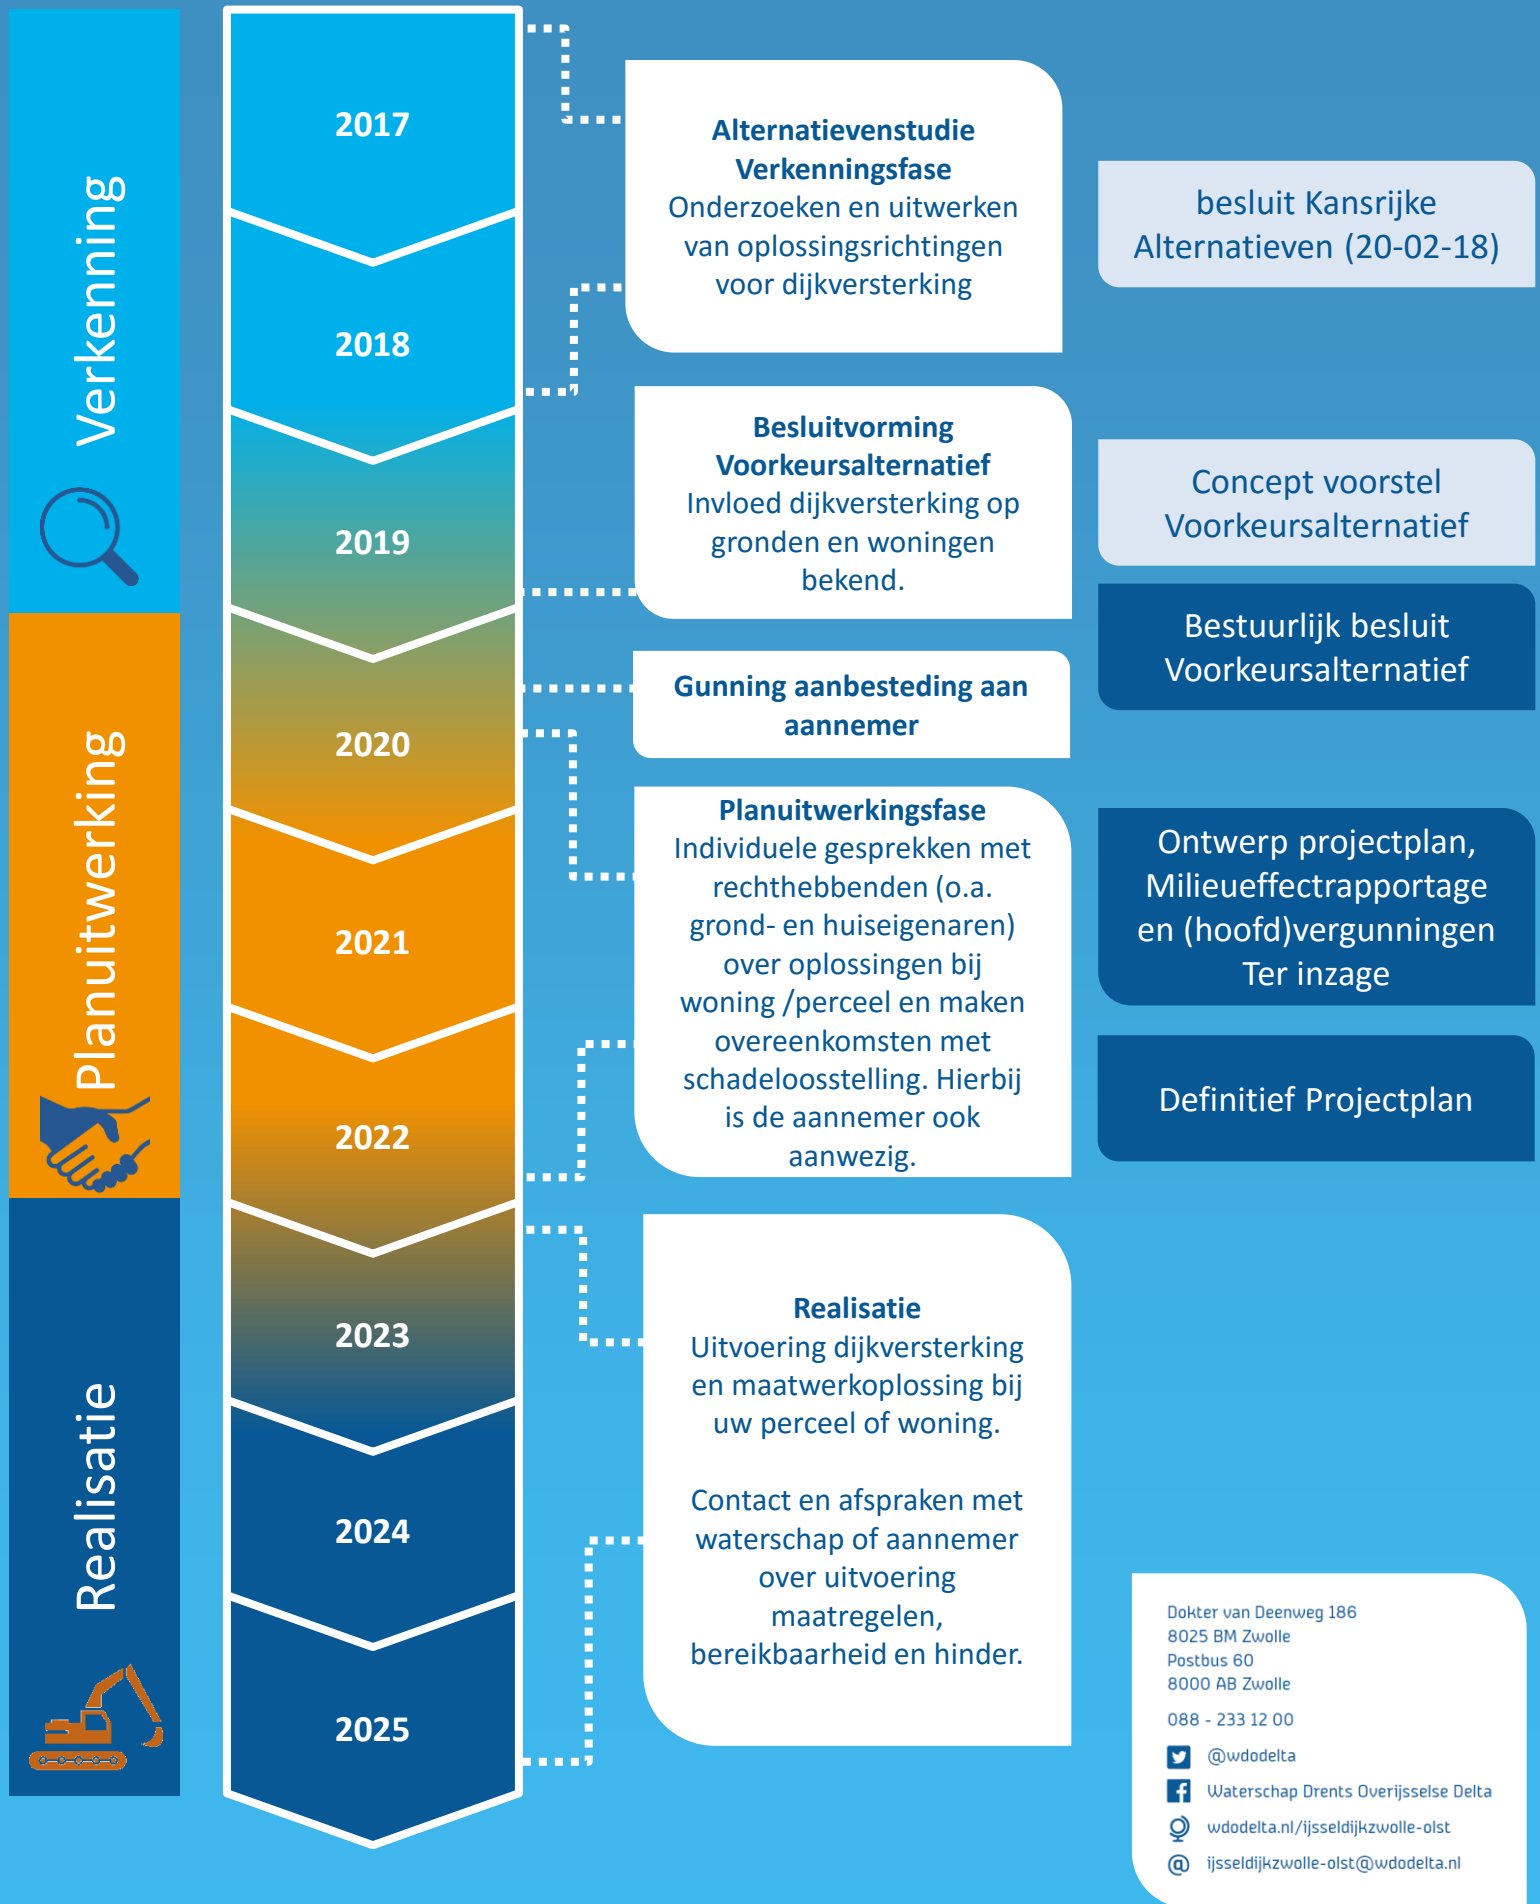 Verkenning
Planuitwerking
Realisatie
2017
2018
2019
2020
2021
2022
2023
2024
2025
Alternatievenstudie
Verkenningsfase
Onderzoeken en uitwerken
van oplossingsrichtingen
voor dijkversterking
besluit Kansrijke
Alternatieven (20-02-18)
Besluitvorming
Voorkeursalternatief
Invloed dijkversterking op
gronden en woningen
bekend.
Concept voorstel
Voorkeursalternatief
Bestuurlijk besluit
Voorkeursalternatief
Gunning aanbesteding aan
aannemer
Planuitwerkingsfase
Individuele gesprekken met
rechthebbenden (o.a.
grond- en huiseigenaren)
over oplossingen bij
woning /perceel en maken
overeenkomsten met
schadeloosstelling. Hierbij
is de aannemer ook
aanwezig.
Ontwerp projectplan,
Milieueffectrapportage
en (hoofd)vergunningen
Ter inzage
Definitief Projectplan
Realisatie
Uitvoering dijkversterking
en maatwerkoplossing bij
uw perceel of woning.
Contact en afspraken met
waterschap of aannemer
over uitvoering
maatregelen,
bereikbaarheid en hinder.
Dokter van Deenweg 186
8025 BM Zwolle
Postbus 60
8000 AB Zwolle
088 - 233 12 00
@wdodelta
Waterschap Drents Overijsselse Delta
wdodelta.nl/ijsseldijkzwolle-olst
ijsseldijkzwolle-olst@wdodelta.nl